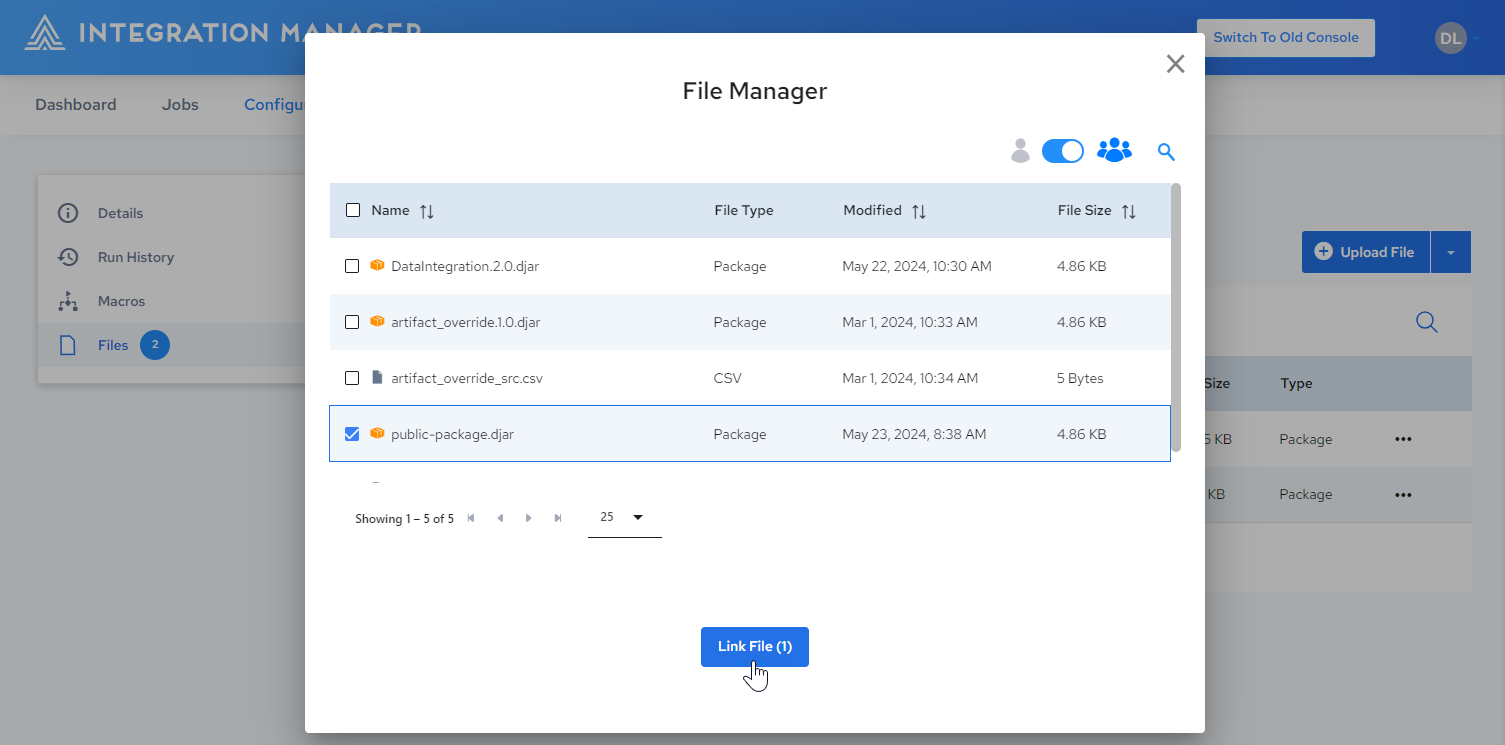 INTEGRATION MANAGER
Switch To Old Console
DL
Dashboard Jobs Configu
File Manager
Details
Run History
Macros
Files 2
Upload File
Name File Type Modified File Size
DataIntegration.2.0.djar Package May 22, 2024, 10:30 AM 4.86 KB
artifact_override.1.0.djar Package Mar 1, 2024, 10:33 AM 4.86 KB
artifact_override_src.csv CSV Mar 1, 2024, 10:34 AM 5 Bytes
public-package.djar Package May 23, 2024, 8:38 AM 4.86 KB
Showing 1 – 5 of 5 25
Link File (1)
Size Type
5 KB Package •••
KB Package •••